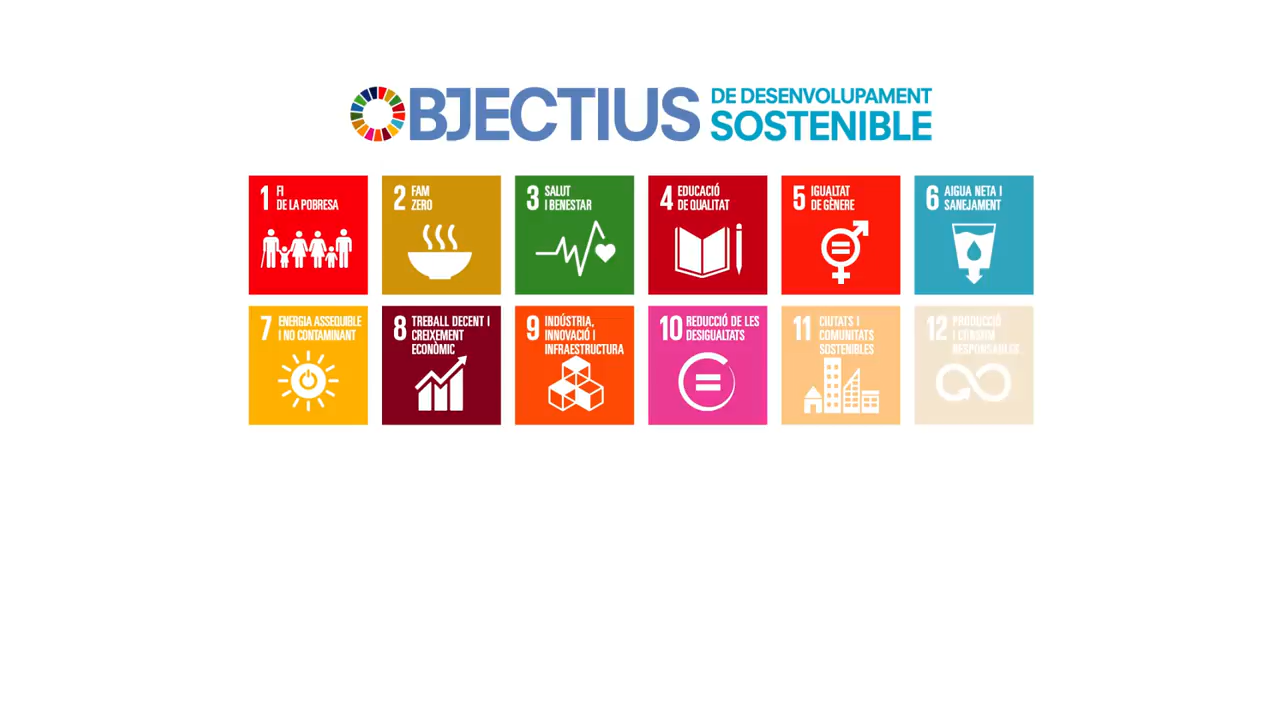 OBJECTIUS
DE DESENVOLUPAMENT
SOSTENIBLE
1 FI
DE LA POBRESA
2 FAM
ZERO
3 SALUT
I BENESTAR
4 EDUCACIÓ
DE QUALITAT
5 IGUALTAT
DE GÈNERE
6 AIGUA NETA I
SANEJAMENT
7 ENERGIA ASSEQUIBLE
I NO CONTAMINANT
8 TREBALL DECENT I
CREIXEMENT
ECONÒMIC
9 INDÚSTRIA,
INNOVACIÓ I
INFRAESTRUCTURA
10 REDUCCIÓ DE LES
DESIGUALTATS
11 CIUTATS I
COMUNITATS
SOSTENIBLES
12 PRODUCCIÓ
I CONSUM
RESPONSABLES